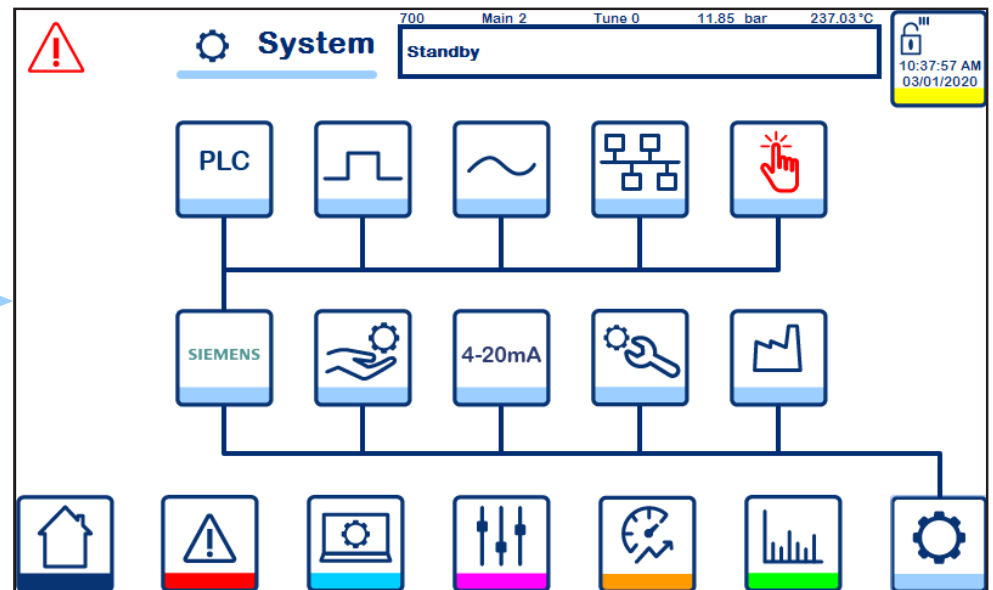 700 Main 2 Tune 0 11.85 bar 237.03 °C
System
Standby
10:37:57 AM
03/01/2020
PLC
SIEMENS
4-20mA